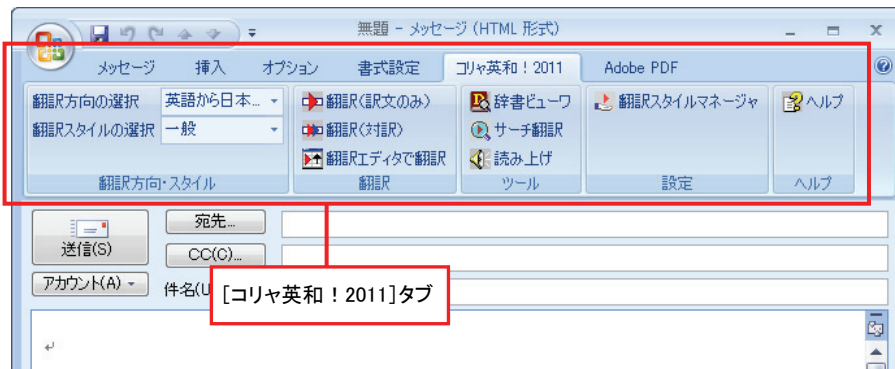 無題 - メッセージ (HTML 形式)
メッセージ 挿入 オプション 書式設定 コリャ英和！2011 Adobe PDF
翻訳方向の選択 英語から日本... 翻訳(訳文のみ) 辞書ビューワ 翻訳スタイルマネージャ ヘルプ
翻訳スタイルの選択 一般 翻訳(対訳) サーチ翻訳
翻訳エディタで翻訳 読み上げ
翻訳方向・スタイル 翻訳 ツール 設定 ヘルプ
宛先...
送信(S)
CC(C)...
アカウント(A) 件名(U
[コリャ英和！2011]タブ